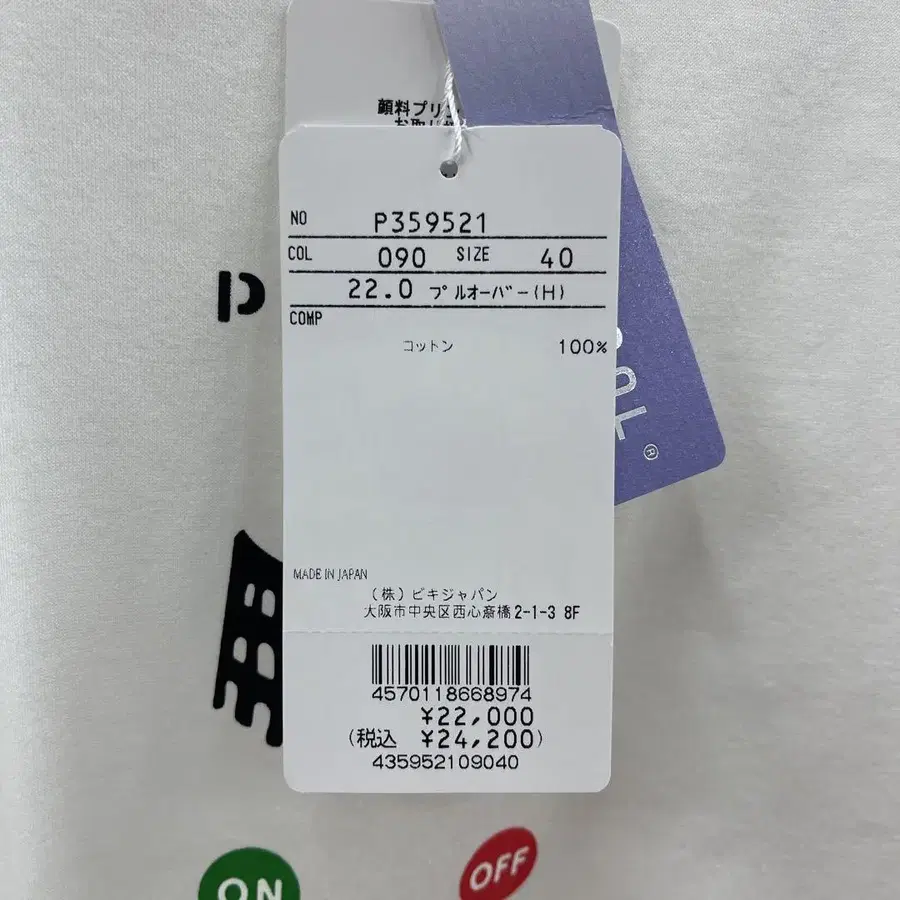 顔料プリ
NO P359521
COL 090 SIZE 40
22.0 プルオーバー(H)
COMP
コットン 100%
MADE IN JAPAN
(株)ビキジャパン
大阪市中央区西心斎橋2-1-3 8F
4570118668974
¥22,000
(税込 ¥24,200)
435952109040
®
P
ON
OFF